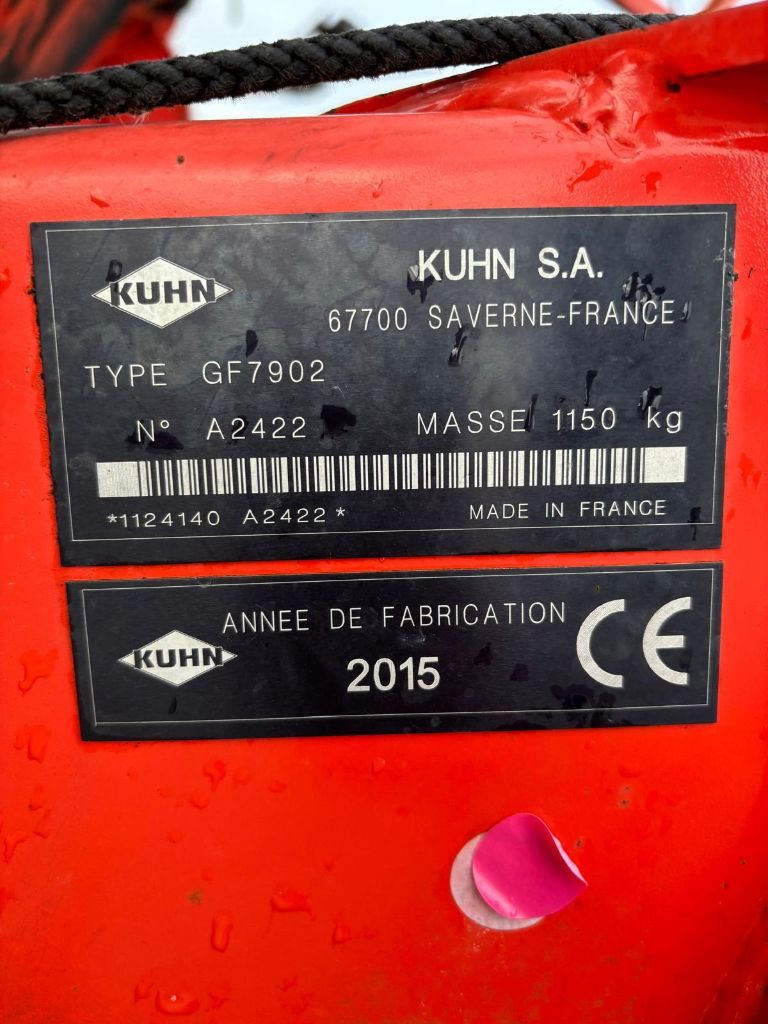 KUHN
KUHN S.A.
67700 SAVERNE-FRANCE
TYPE GF7902
N° A2422 MASSE 1150 kg
*1124140 A2422*
MADE IN FRANCE
KUHN
ANNEE DE FABRICATION
2015
CE